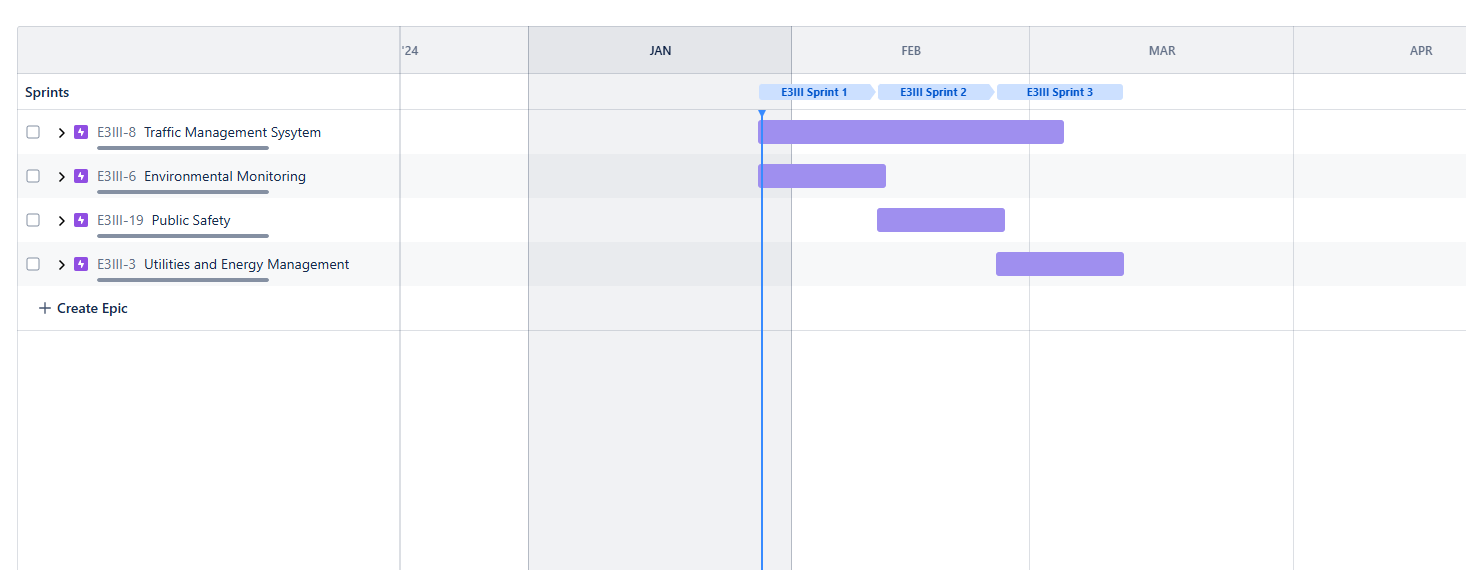 '24 JAN FEB MAR APR
Sprints E3III Sprint 1 E3III Sprint 2 E3III Sprint 3
E3III-8 Traffic Management Sysytem
E3III-6 Environmental Monitoring
E3III-19 Public Safety
E3III-3 Utilities and Energy Management
Create Epic